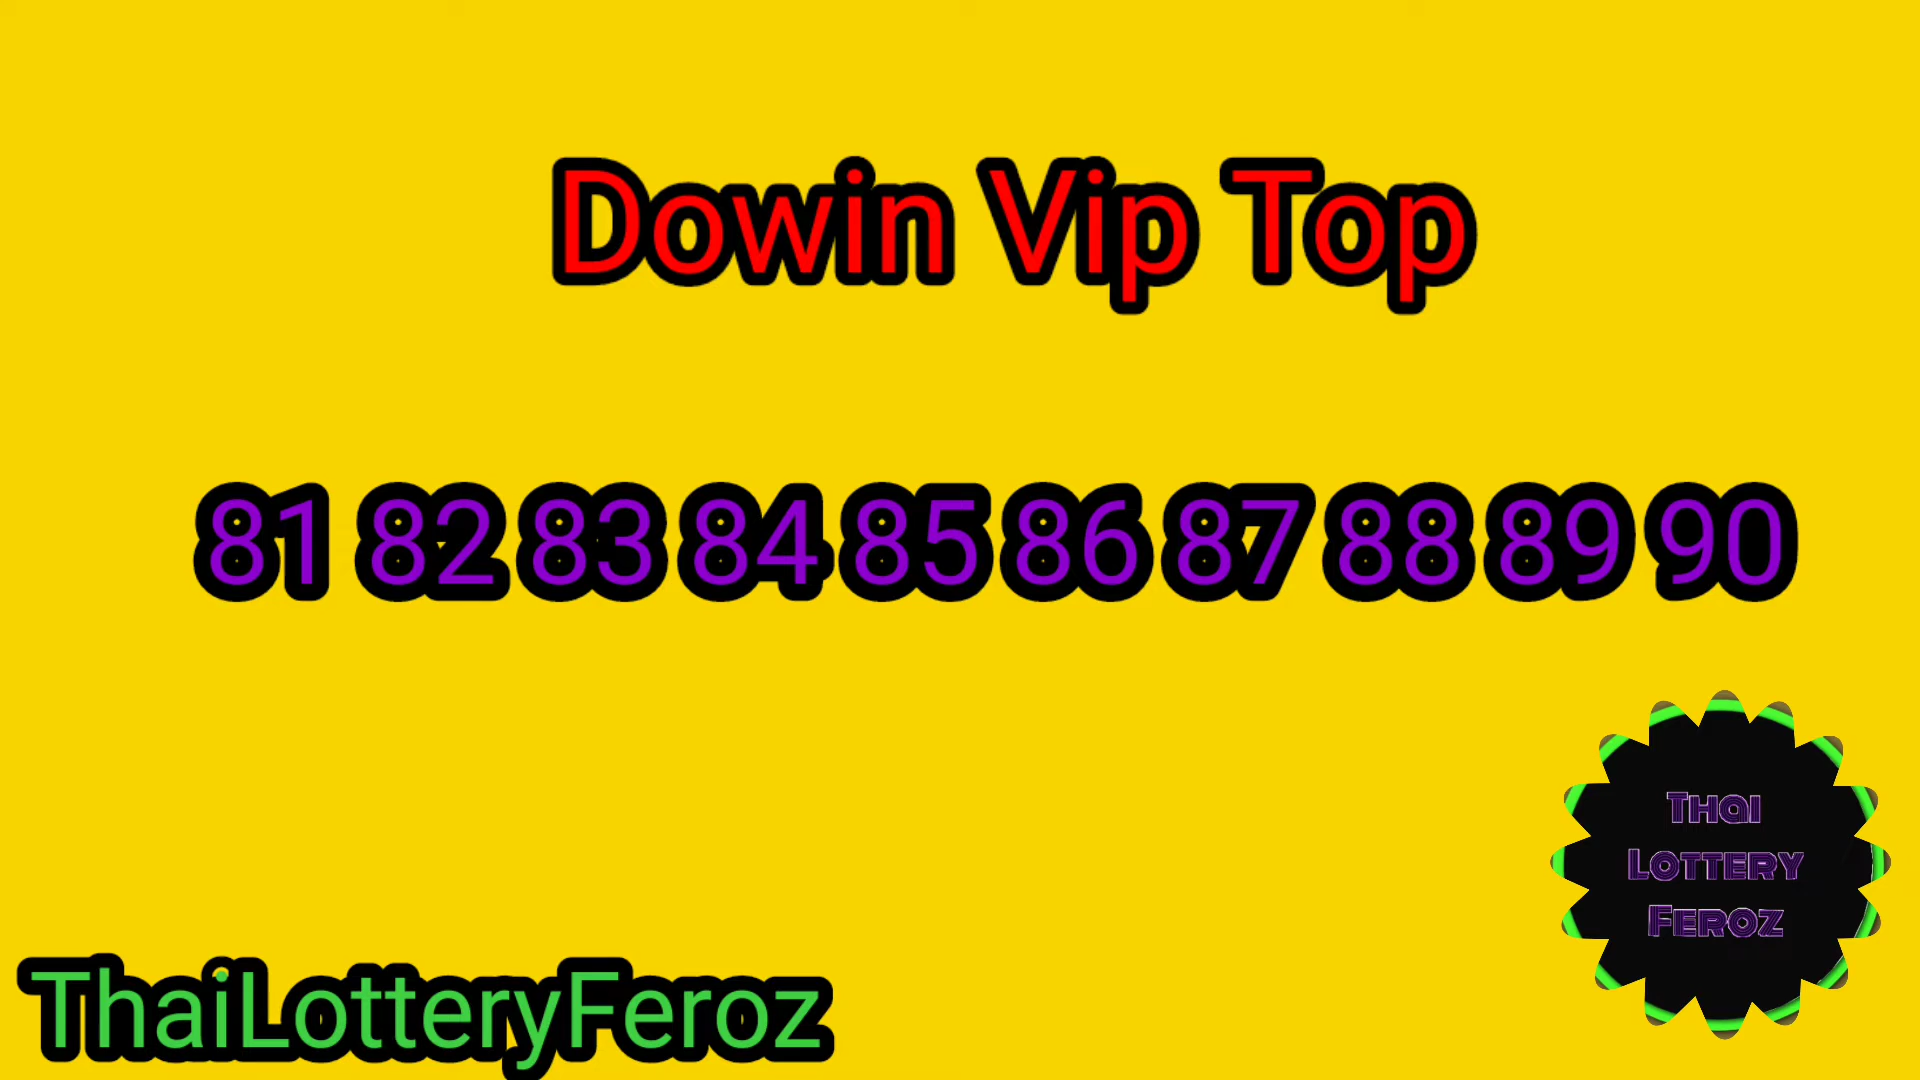 Dowin Vip Top
81 82 83 84 85 86 87 88 89 90
Thai
Lottery
Feroz
ThaiLotteryFeroz